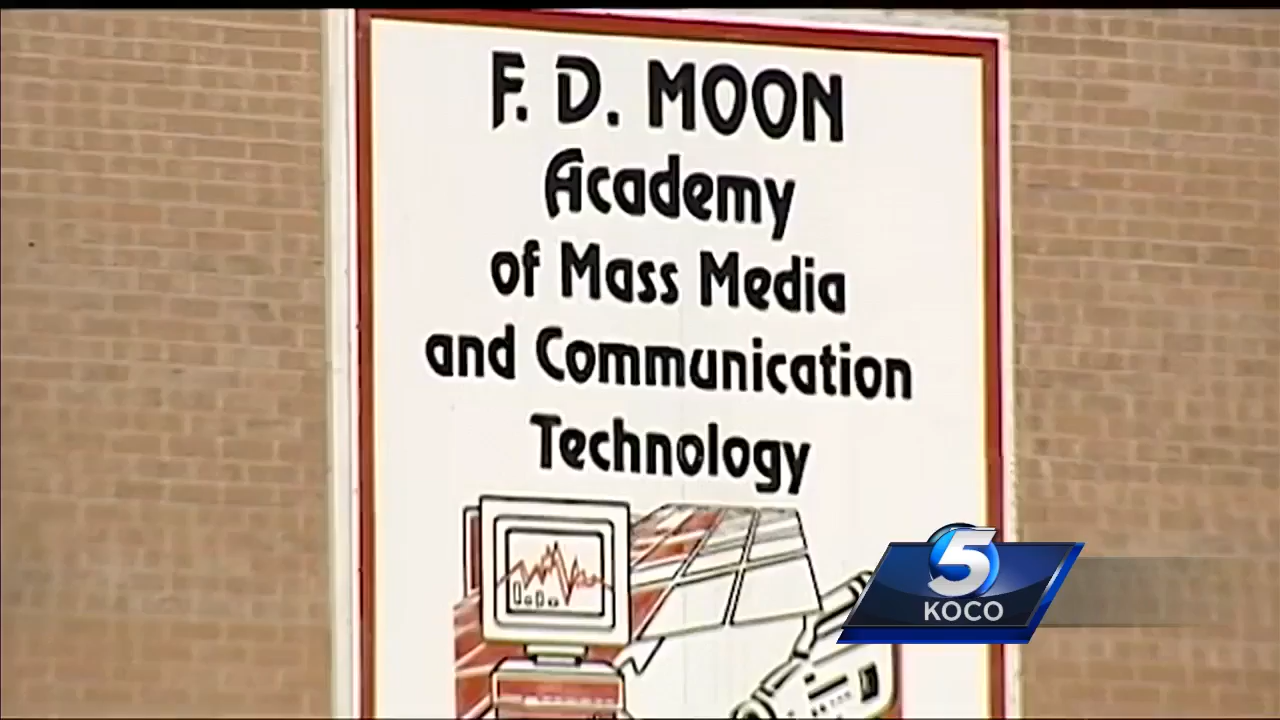 F. D. MOON
Academy
of Mass Media
and Communication
Technology
5
KOCO